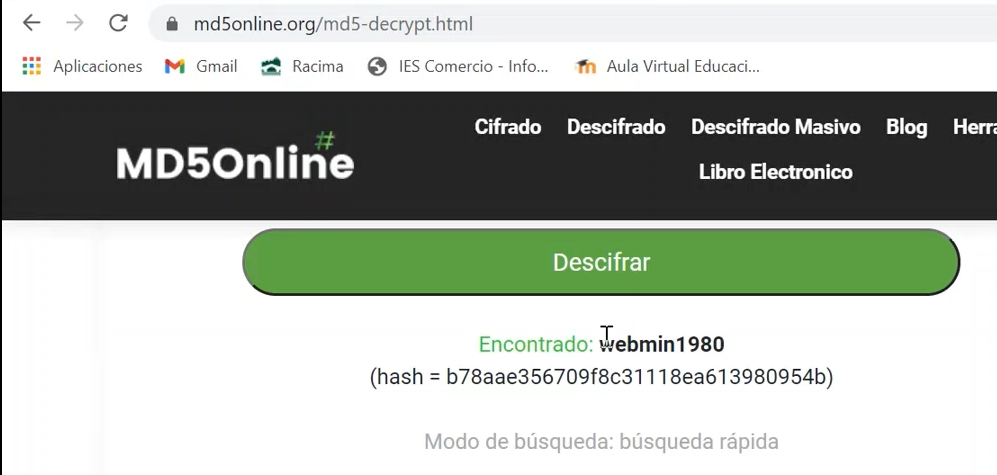 md5online.org/md5-decrypt.html
Aplicaciones Gmail Racima IES Comercio - Info... Aula Virtual Educaci...
Cifrado Descifrado Descifrado Masivo Blog Herra
MD5Online#
Libro Electronico
Descifrar
Encontrado: webmin1980
(hash = b78aae356709f8c31118ea613980954b)
Modo de búsqueda: búsqueda rápida